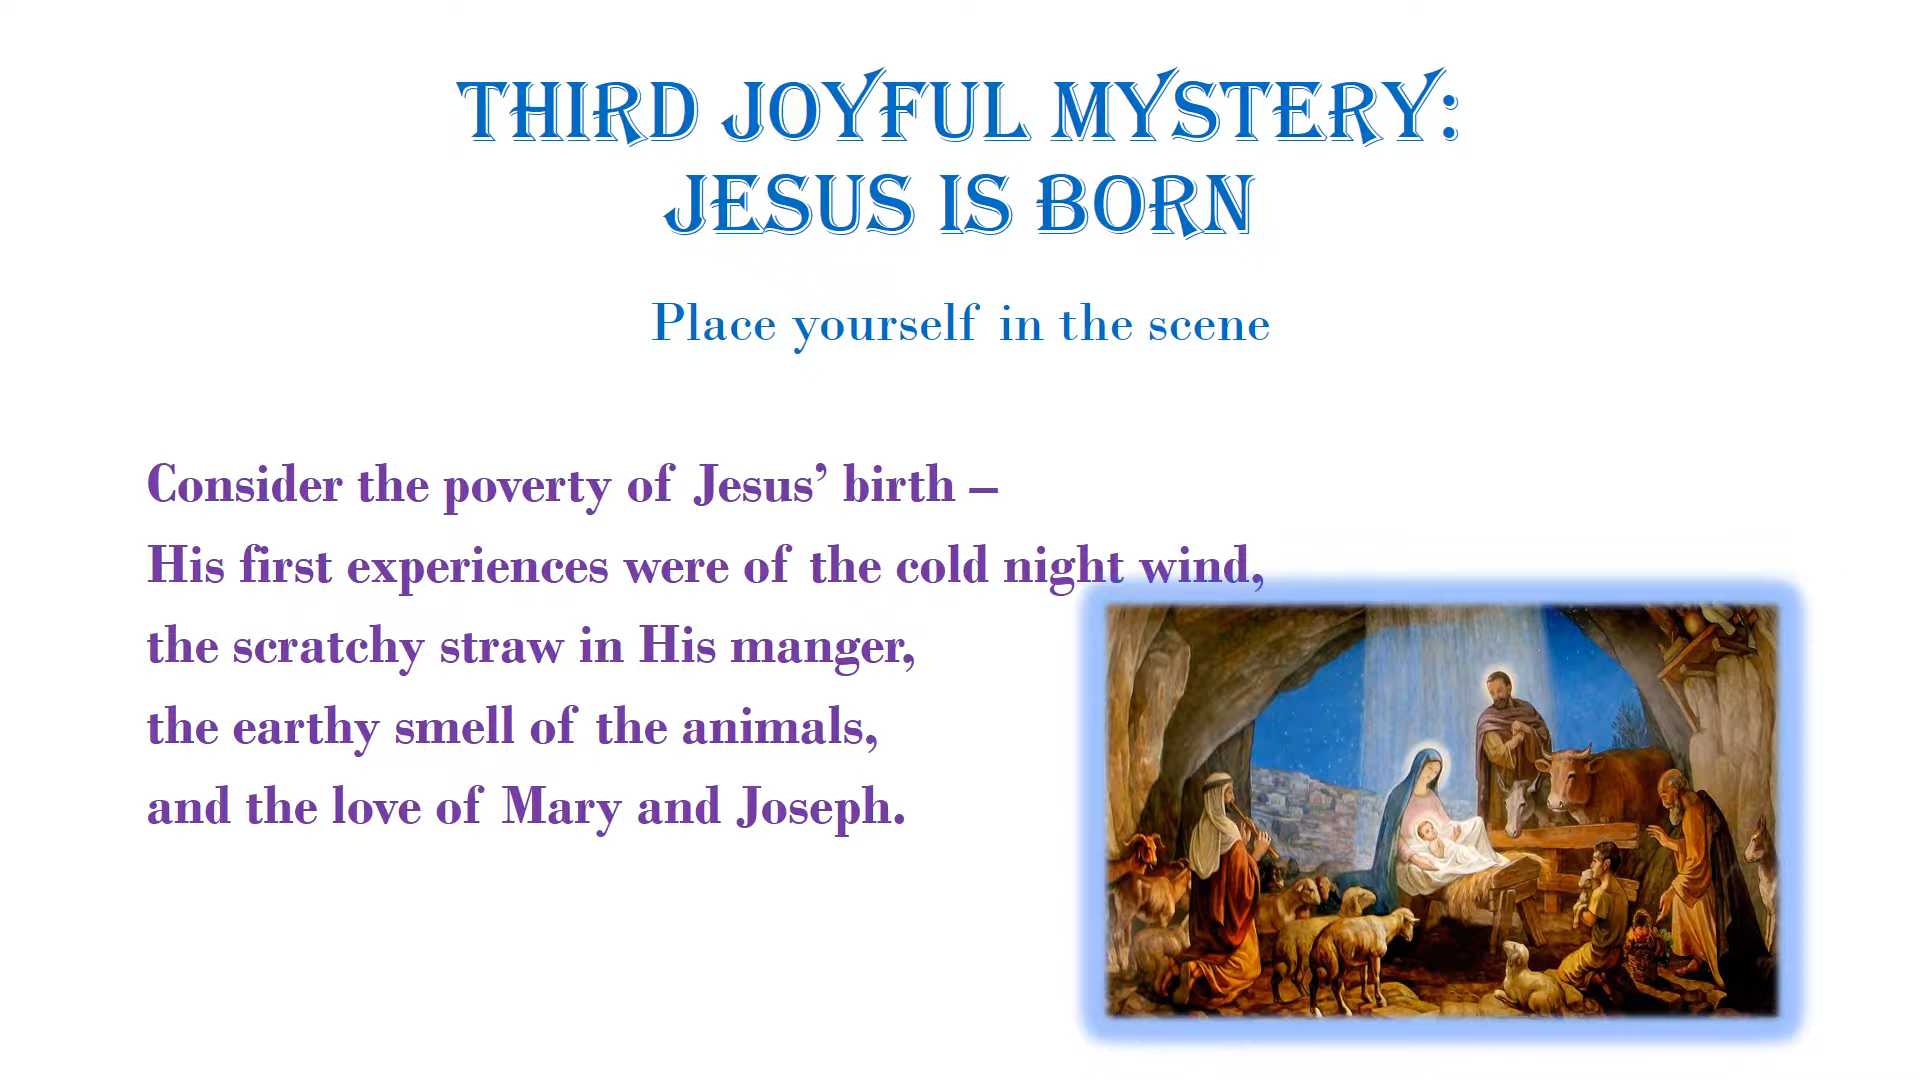 THIRD JOYFUL MYSTERY:
JESUS IS BORN
Place yourself in the scene
Consider the poverty of Jesus’ birth –
His first experiences were of the cold night wind,
the scratchy straw in His manger,
the earthy smell of the animals,
and the love of Mary and Joseph.